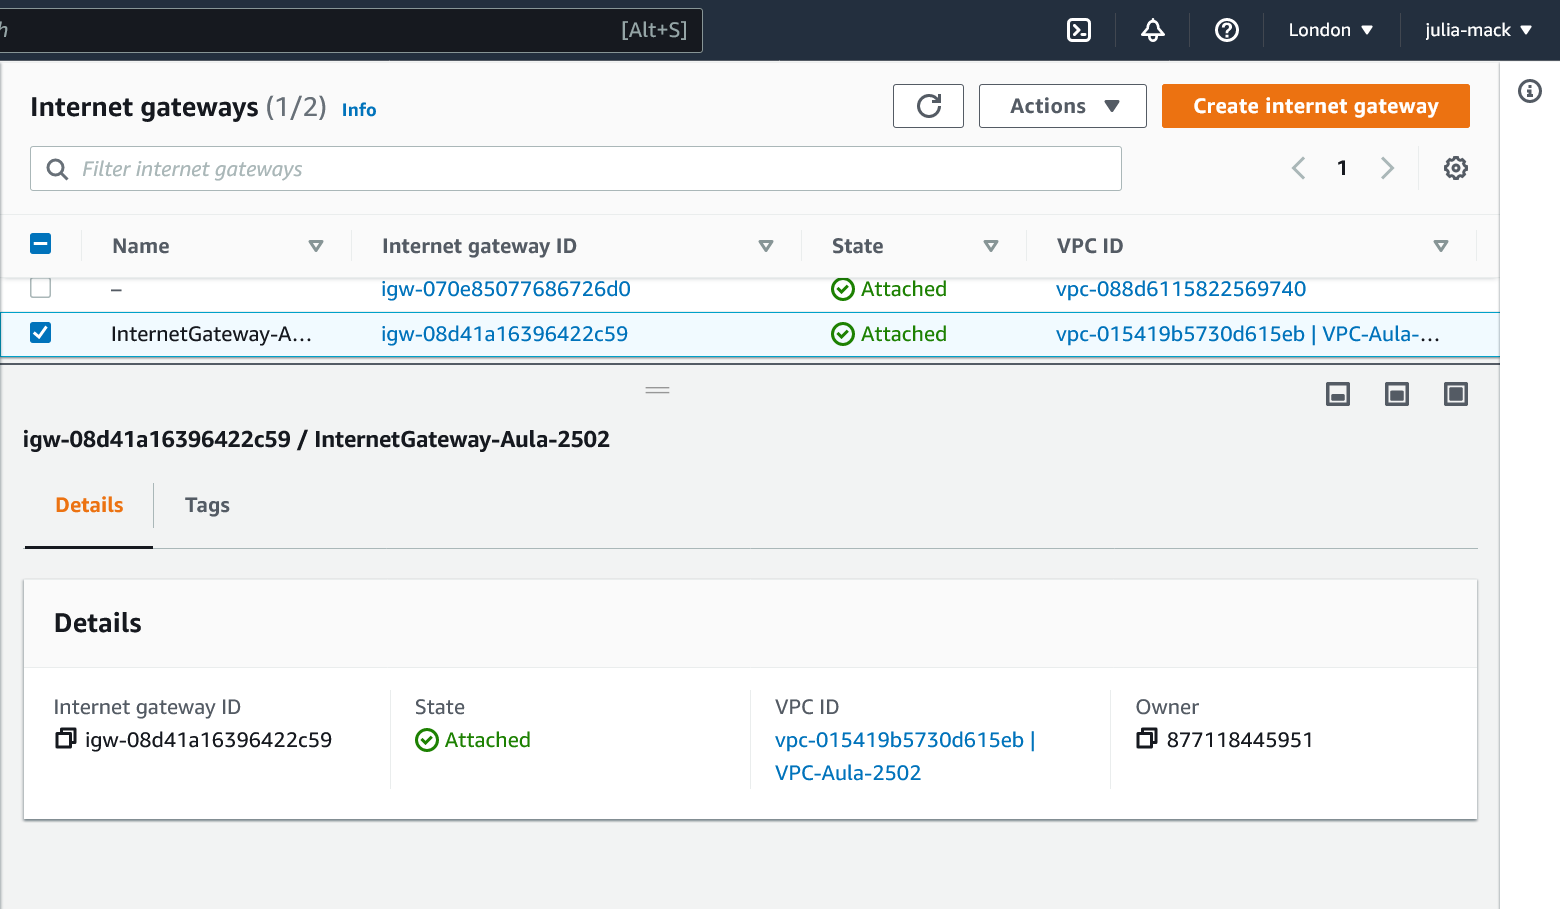 h [Alt+S] London julia-mack
Internet gateways (1/2) Info Actions Create internet gateway
Filter internet gateways 1
Name Internet gateway ID State VPC ID
– igw-070e85077686726d0 Attached vpc-088d6115822569740
InternetGateway-A... igw-08d41a16396422c59 Attached vpc-015419b5730d615eb | VPC-Aula-...
igw-08d41a16396422c59 / InternetGateway-Aula-2502
Details Tags
Details
Internet gateway ID State VPC ID Owner
igw-08d41a16396422c59 Attached vpc-015419b5730d615eb | 877118445951
VPC-Aula-2502